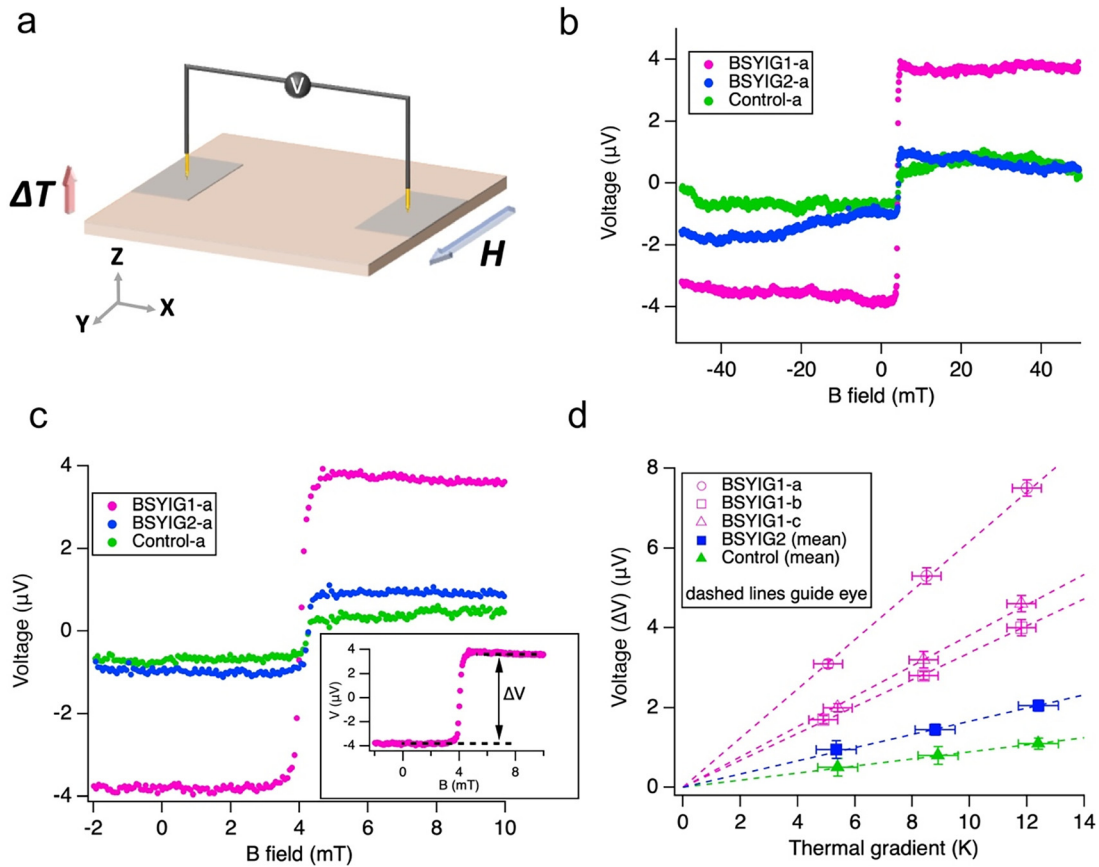 a
V
ΔT
H
Z
Y
X
b
BSYIG1-a
BSYIG2-a
Control-a
Voltage (µV)
4
2
0
-2
-4
-40
-20
0
20
40
B field (mT)
c
BSYIG1-a
BSYIG2-a
Control-a
Voltage (µV)
4
2
0
-2
-4
-2
0
2
4
6
8
10
B field (mT)
V (µV)
4
2
0
-2
-4
ΔV
0
4
8
B (mT)
d
BSYIG1-a
BSYIG1-b
BSYIG1-c
BSYIG2 (mean)
Control (mean)
dashed lines guide eye
Voltage (ΔV) (µV)
8
6
4
2
0
0
2
4
6
8
10
12
14
Thermal gradient (K)